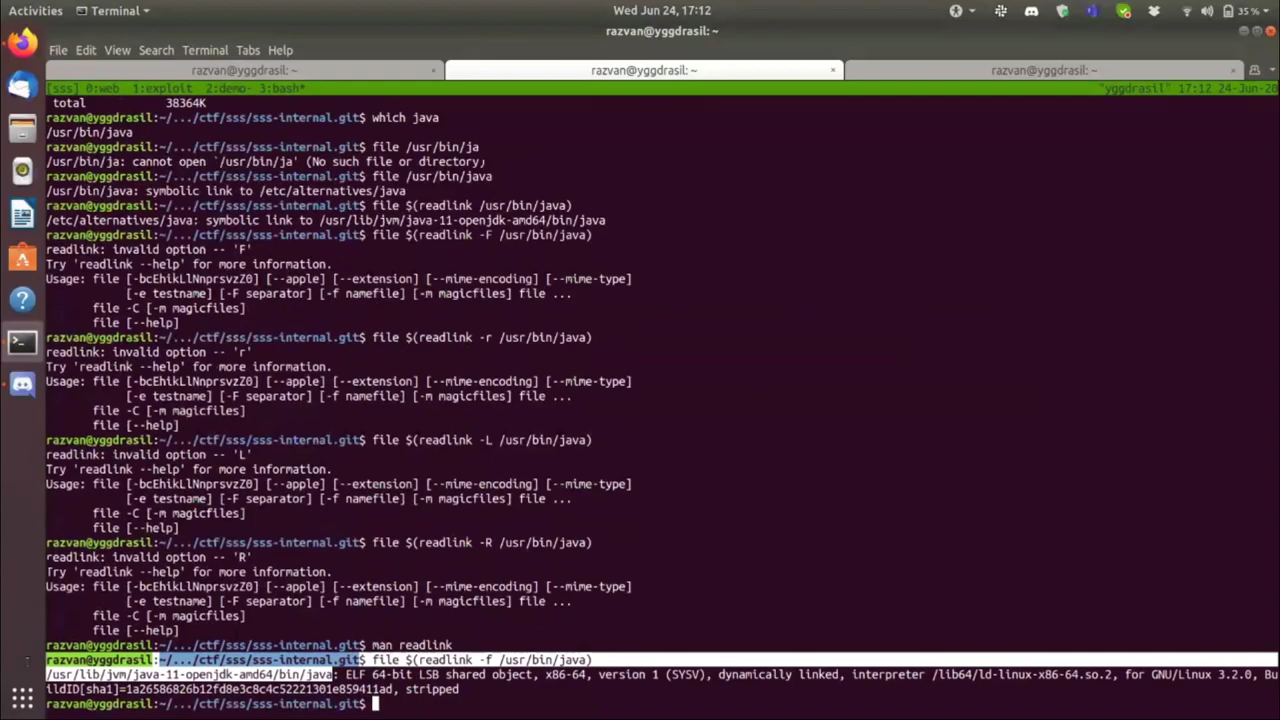 Activities
Terminal
Wed Jun 24, 17:12
35 %
razvan@yggdrasil: ~
File Edit View Search Terminal Tabs Help
razvan@yggdrasil: ~ × razvan@yggdrasil: ~ × razvan@yggdrasil: ~ ×
[sss] 0:web 1:exploit 2:demo- 3:bash* "yggdrasil" 17:12 24-Jun-20
total 38364K
razvan@yggdrasil:~/.../ctf/sss/sss-internal.git$ which java
/usr/bin/java
razvan@yggdrasil:~/.../ctf/sss/sss-internal.git$ file /usr/bin/ja
/usr/bin/ja: cannot open `/usr/bin/ja' (No such file or directory)
razvan@yggdrasil:~/.../ctf/sss/sss-internal.git$ file /usr/bin/java
/usr/bin/java: symbolic link to /etc/alternatives/java
razvan@yggdrasil:~/.../ctf/sss/sss-internal.git$ file $(readlink /usr/bin/java)
/etc/alternatives/java: symbolic link to /usr/lib/jvm/java-11-openjdk-amd64/bin/java
razvan@yggdrasil:~/.../ctf/sss/sss-internal.git$ file $(readlink -F /usr/bin/java)
readlink: invalid option -- 'F'
Try 'readlink --help' for more information.
Usage: file [-bcEhikLlNnprsvzZ0] [--apple] [--extension] [--mime-encoding] [--mime-type]
[-e testname] [-F separator] [-f namefile] [-m magicfiles] file ...
file -C [-m magicfiles]
file [--help]
razvan@yggdrasil:~/.../ctf/sss/sss-internal.git$ file $(readlink -r /usr/bin/java)
readlink: invalid option -- 'r'
Try 'readlink --help' for more information.
Usage: file [-bcEhikLlNnprsvzZ0] [--apple] [--extension] [--mime-encoding] [--mime-type]
[-e testname] [-F separator] [-f namefile] [-m magicfiles] file ...
file -C [-m magicfiles]
file [--help]
razvan@yggdrasil:~/.../ctf/sss/sss-internal.git$ file $(readlink -L /usr/bin/java)
readlink: invalid option -- 'L'
Try 'readlink --help' for more information.
Usage: file [-bcEhikLlNnprsvzZ0] [--apple] [--extension] [--mime-encoding] [--mime-type]
[-e testname] [-F separator] [-f namefile] [-m magicfiles] file ...
file -C [-m magicfiles]
file [--help]
razvan@yggdrasil:~/.../ctf/sss/sss-internal.git$ file $(readlink -R /usr/bin/java)
readlink: invalid option -- 'R'
Try 'readlink --help' for more information.
Usage: file [-bcEhikLlNnprsvzZ0] [--apple] [--extension] [--mime-encoding] [--mime-type]
[-e testname] [-F separator] [-f namefile] [-m magicfiles] file ...
file -C [-m magicfiles]
file [--help]
razvan@yggdrasil:~/.../ctf/sss/sss-internal.git$ man readlink
razvan@yggdrasil:~/.../ctf/sss/sss-internal.git$ file $(readlink -f /usr/bin/java)
/usr/lib/jvm/java-11-openjdk-amd64/bin/java: ELF 64-bit LSB shared object, x86-64, version 1 (SYSV), dynamically linked, interpreter /lib64/ld-linux-x86-64.so.2, for GNU/Linux 3.2.0, Bu
ildID[sha1]=1a26586826b12fd8e3c8c4c52221301e859411ad, stripped
razvan@yggdrasil:~/.../ctf/sss/sss-internal.git$